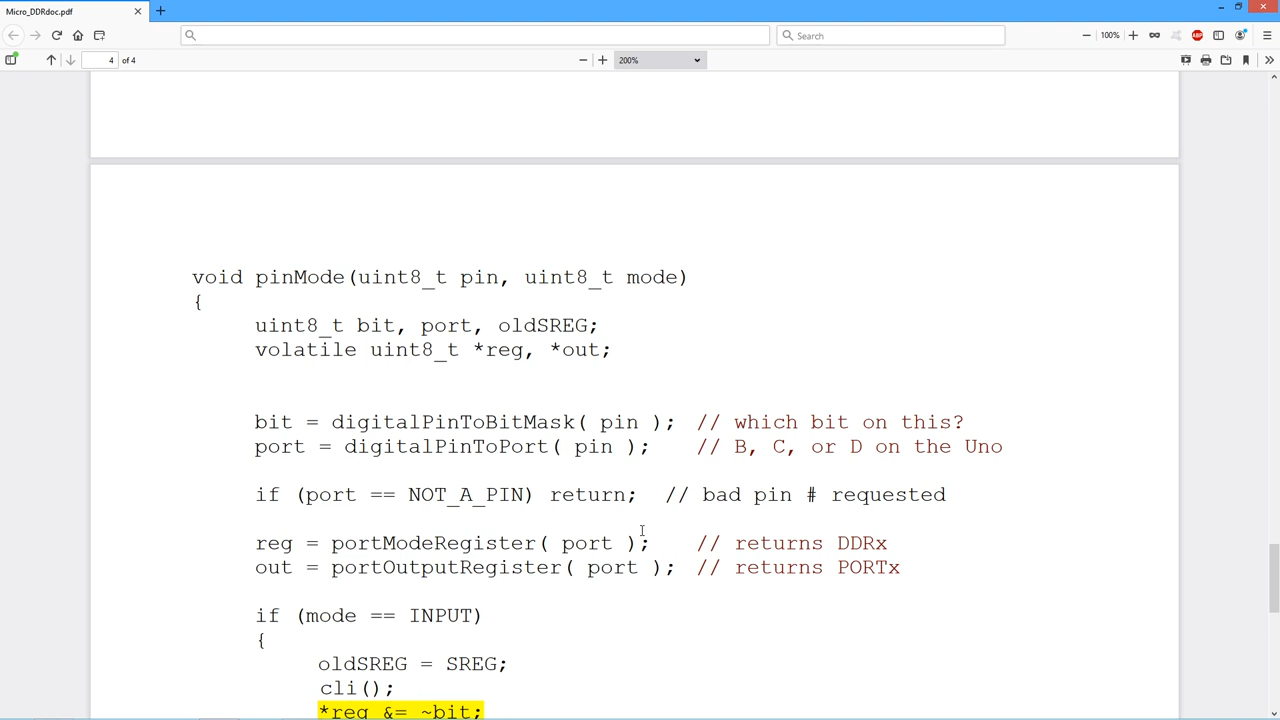 Micro_DDRdoc.pdf
Search
100%
4 of 4
200%
void pinMode(uint8_t pin, uint8_t mode)
{
uint8_t bit, port, oldSREG;
volatile uint8_t *reg, *out;
bit = digitalPinToBitMask( pin ); // which bit on this?
port = digitalPinToPort( pin ); // B, C, or D on the Uno
if (port == NOT_A_PIN) return; // bad pin # requested
reg = portModeRegister( port ); // returns DDRx
out = portOutputRegister( port ); // returns PORTx
if (mode == INPUT)
{
oldSREG = SREG;
cli();
*reg &= ~bit;